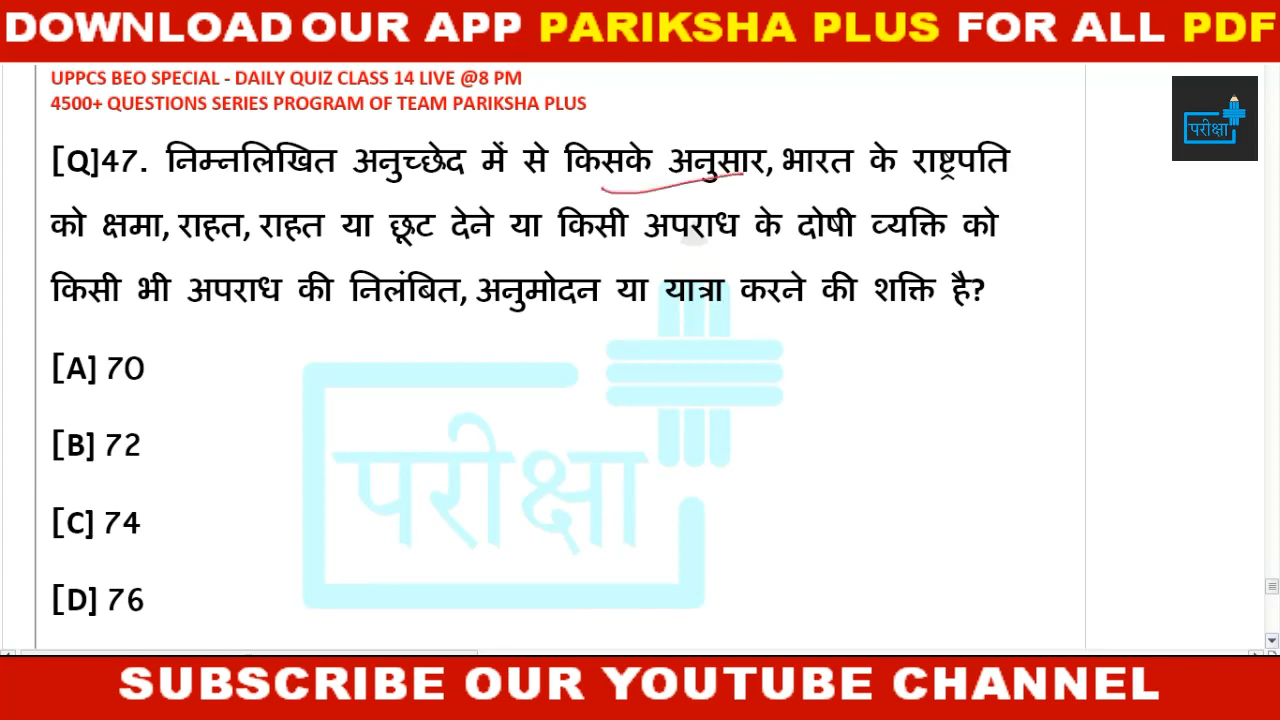 DOWNLOAD OUR APP PARIKSHA PLUS FOR ALL PDF
UPPCS BEO SPECIAL - DAILY QUIZ CLASS 14 LIVE @8 PM
4500+ QUESTIONS SERIES PROGRAM OF TEAM PARIKSHA PLUS
परीक्षा
[Q]47. निम्नलिखित अनुच्छेद में से किसके अनुसार, भारत के राष्ट्रपति
को क्षमा, राहत, राहत या छूट देने या किसी अपराध के दोषी व्यक्ति को
किसी भी अपराध की निलंबित, अनुमोदन या यात्रा करने की शक्ति है?
[A] 70
[B] 72
[C] 74
[D] 76
परीक्षा
SUBSCRIBE OUR YOUTUBE CHANNEL